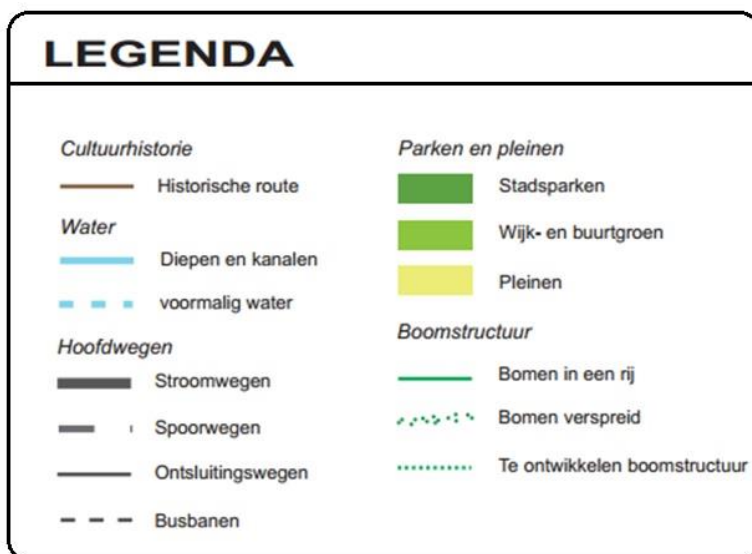 LEGENDA
Cultuurhistorie
Historische route
Water
Diepen en kanalen
voormalig water
Hoofdwegen
Stroomwegen
Spoorwegen
Ontsluitingswegen
Busbanen
Parken en pleinen
Stadsparken
Wijk- en buurtgroen
Pleinen
Boomstructuur
Bomen in een rij
Bomen verspreid
Te ontwikkelen boomstructuur